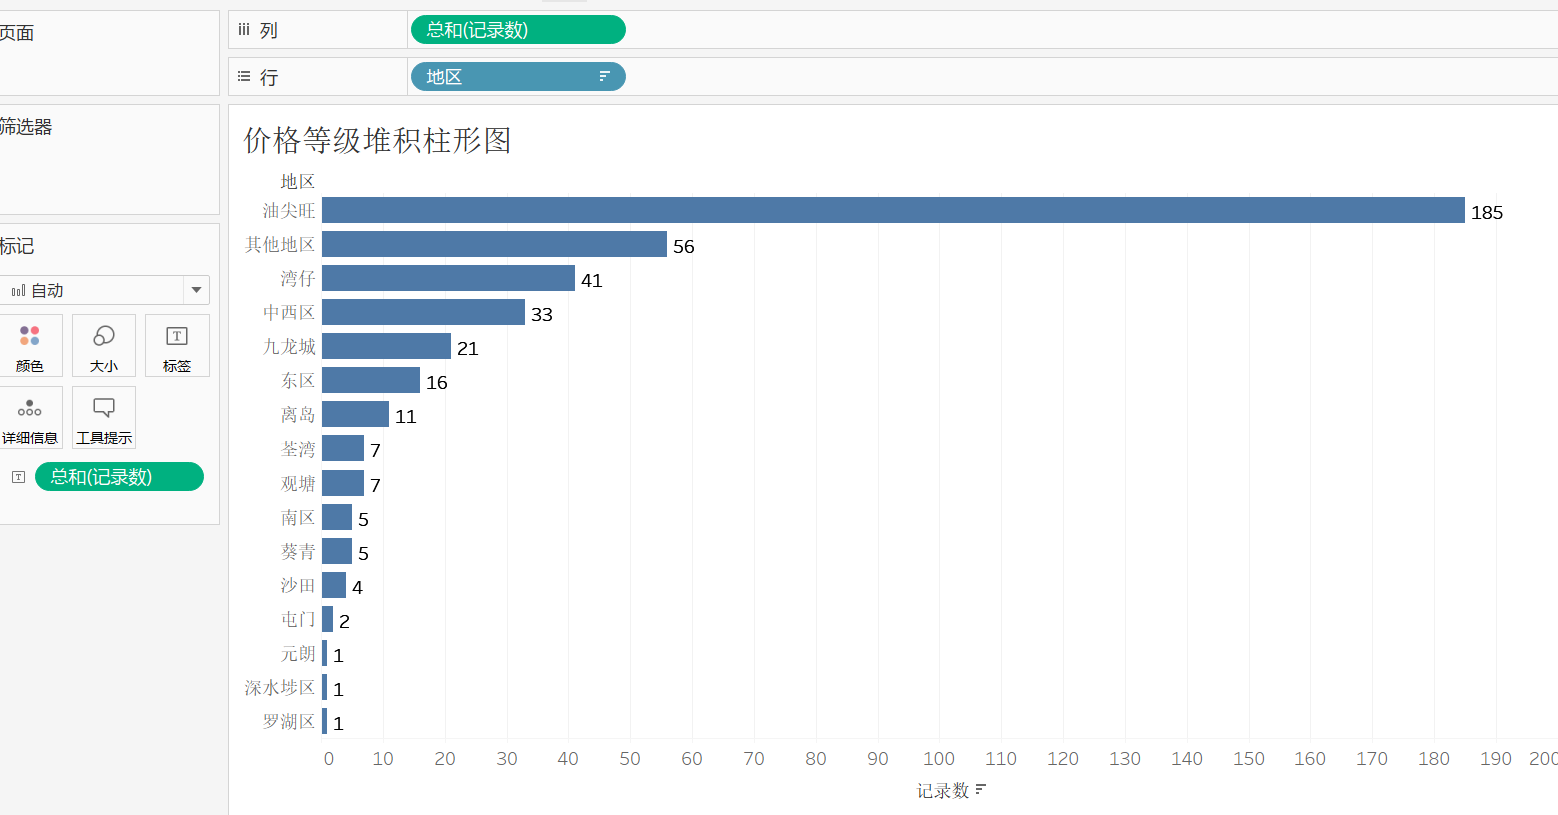 页面
列
总和(记录数)
行
地区
筛选器
标记
自动
颜色
大小
标签
详细信息
工具提示
总和(记录数)
价格等级堆积柱形图
地区
油尖旺 185
其他地区 56
湾仔 41
中西区 33
九龙城 21
东区 16
离岛 11
荃湾 7
观塘 7
南区 5
葵青 5
沙田 4
屯门 2
元朗 1
深水埗区 1
罗湖区 1
0 10 20 30 40 50 60 70 80 90 100 110 120 130 140 150 160 170 180 190 200
记录数